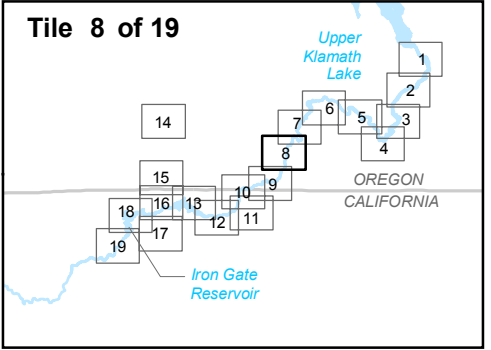 Tile 8 of 19
Upper
Klamath
Lake
1
2
3
4
5
6
7
8
9
10
11
12
13
14
15
16
17
18
19
OREGON
CALIFORNIA
Iron Gate
Reservoir